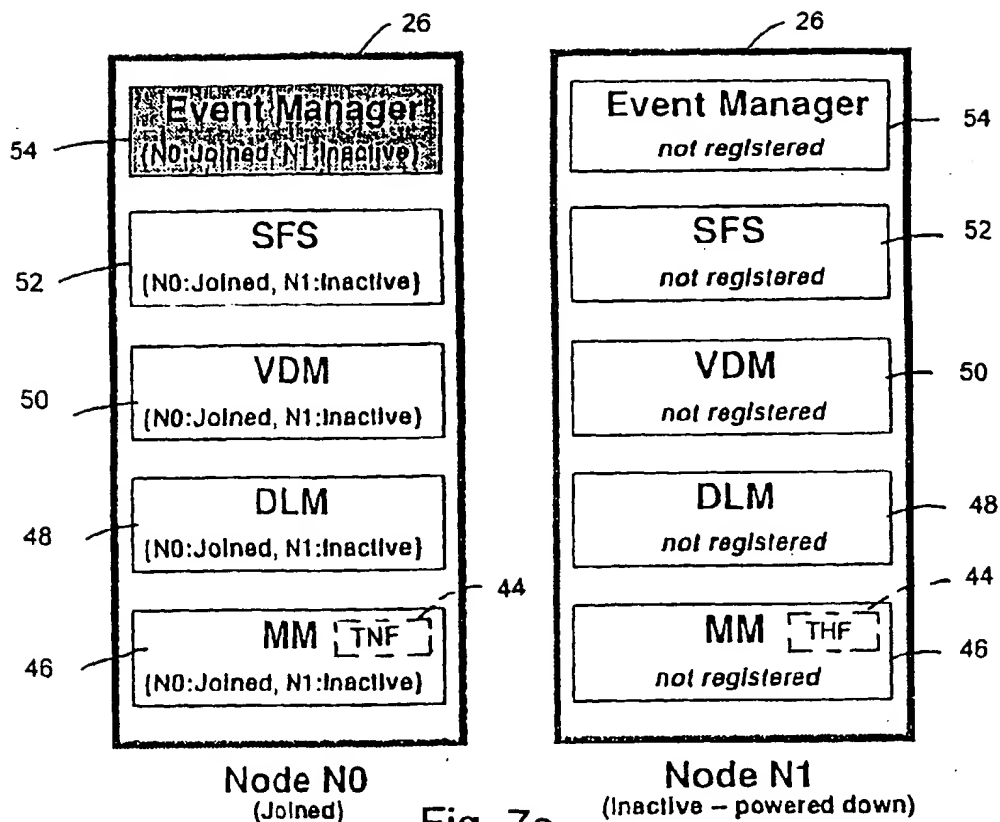 26
Event Manager
54
(N0:Joined, N1:Inactive)
SFS
52
(N0:Joined, N1:Inactive)
VDM
50
(N0:Joined, N1:Inactive)
DLM
48
(N0:Joined, N1:Inactive)
44
MM TNF
46
(N0:Joined, N1:Inactive)
Node N0
(Joined)
26
Event Manager
54
not registered
SFS
52
not registered
VDM
50
not registered
DLM
48
not registered
44
MM THF
46
not registered
Node N1
(Inactive – powered down)